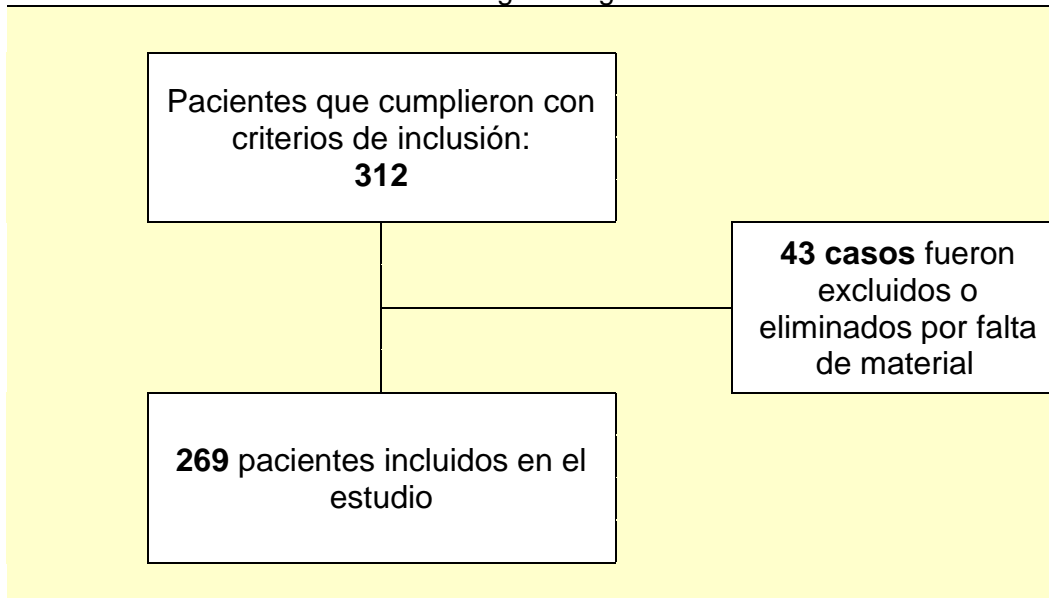 Pacientes que cumplieron con
criterios de inclusión:
312
43 casos fueron
excluidos o
eliminados por falta
de material
269 pacientes incluidos en el
estudio